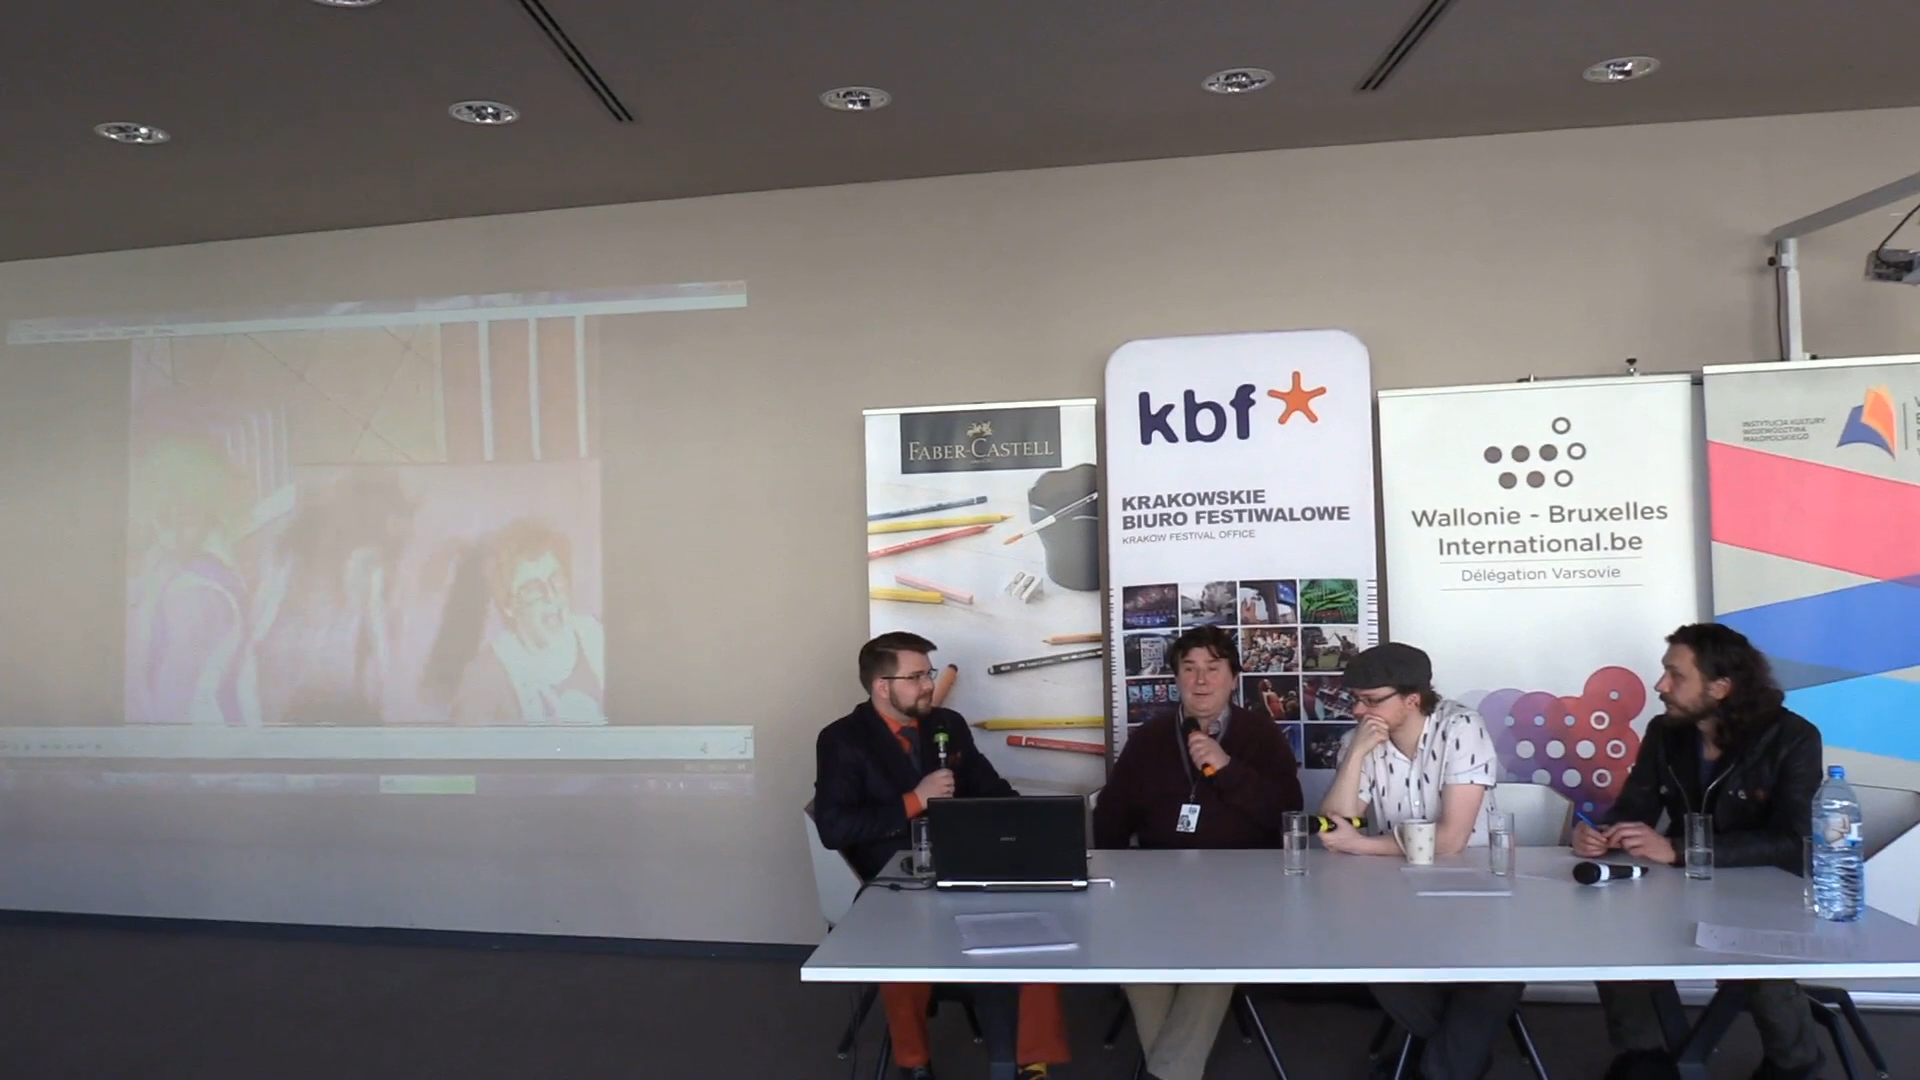 FABER-CASTELL
kbf
KRAKOWSKIE
BIURO FESTIWALOWE
KRAKOW FESTIVAL OFFICE
Wallonie - Bruxelles
International.be
Délégation Varsovie
INSTYTUCJA KULTURY
WOJEWÓDZTWA
MAŁOPOLSKIEGO